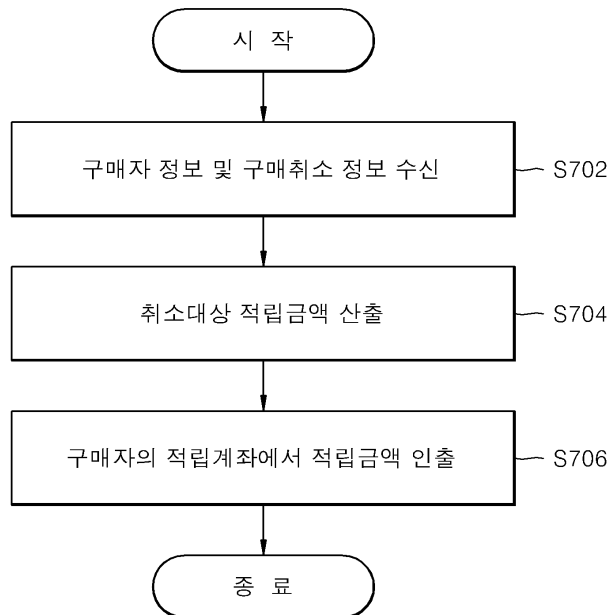 시 작
구매자 정보 및 구매취소 정보 수신
S702
취소대상 적립금액 산출
S704
구매자의 적립계좌에서 적립금액 인출
S706
종 료